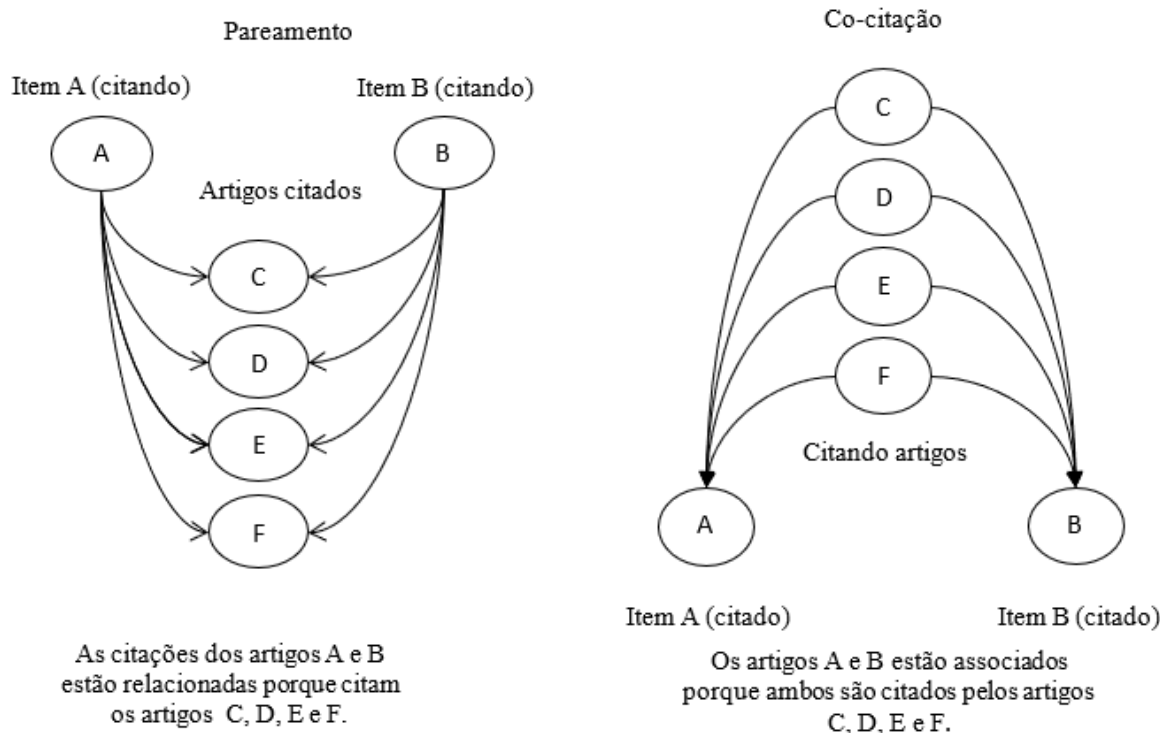 Pareamento
Item A (citando)
Item B (citando)
A
B
Artigos citados
C
D
E
F
As citações dos artigos A e B
estão relacionadas porque citam
os artigos C, D, E e F.
Co-citação
C
D
E
F
Citando artigos
A
B
Item A (citado)
Item B (citado)
Os artigos A e B estão associados
porque ambos são citados pelos artigos
C, D, E e F.